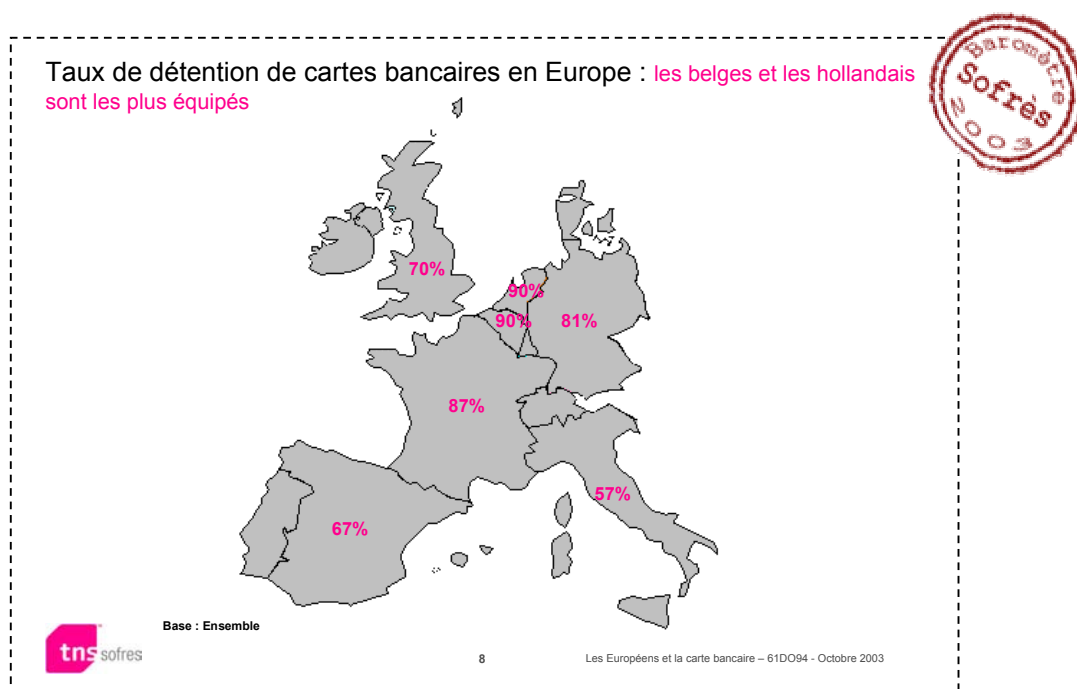 Taux de détention de cartes bancaires en Europe : les belges et les hollandais
sont les plus équipés
Baromètre
Sofrès
2003
70%
90%
90%
81%
87%
57%
67%
Base : Ensemble
tns sofres
8
Les Européens et la carte bancaire – 61DO94 - Octobre 2003